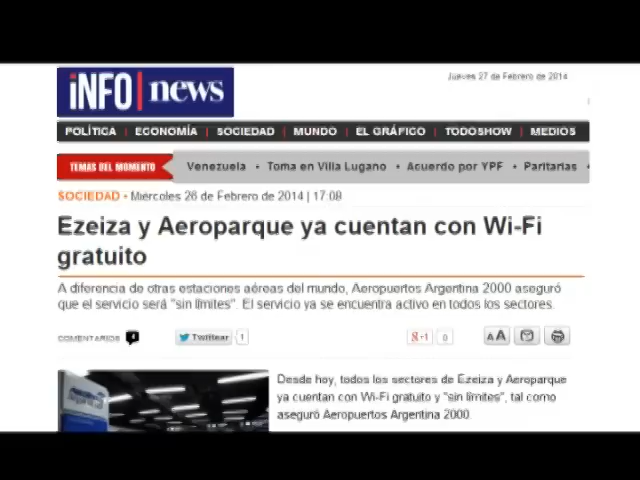 iNFO news
Jueves 27 de Febrero de 2014
POLÍTICA | ECONOMÍA | SOCIEDAD | MUNDO | EL GRÁFICO | TODOSHOW | MEDIOS
TEMAS DEL MOMENTO Venezuela • Toma en Villa Lugano • Acuerdo por YPF • Paritarias •
SOCIEDAD • Miércoles 26 de Febrero de 2014 | 17:08
Ezeiza y Aeroparque ya cuentan con Wi-Fi
gratuito
A diferencia de otras estaciones aéreas del mundo, Aeropuertos Argentina 2000 aseguró
que el servicio será "sin límites". El servicio ya se encuentra activo en todos los sectores.
COMENTARIOS Twittear 1 g+1 0 AA
Desde hoy, todos los sectores de Ezeiza y Aeroparque
ya cuentan con Wi-Fi gratuito y "sin límites", tal como
aseguró Aeropuertos Argentina 2000.